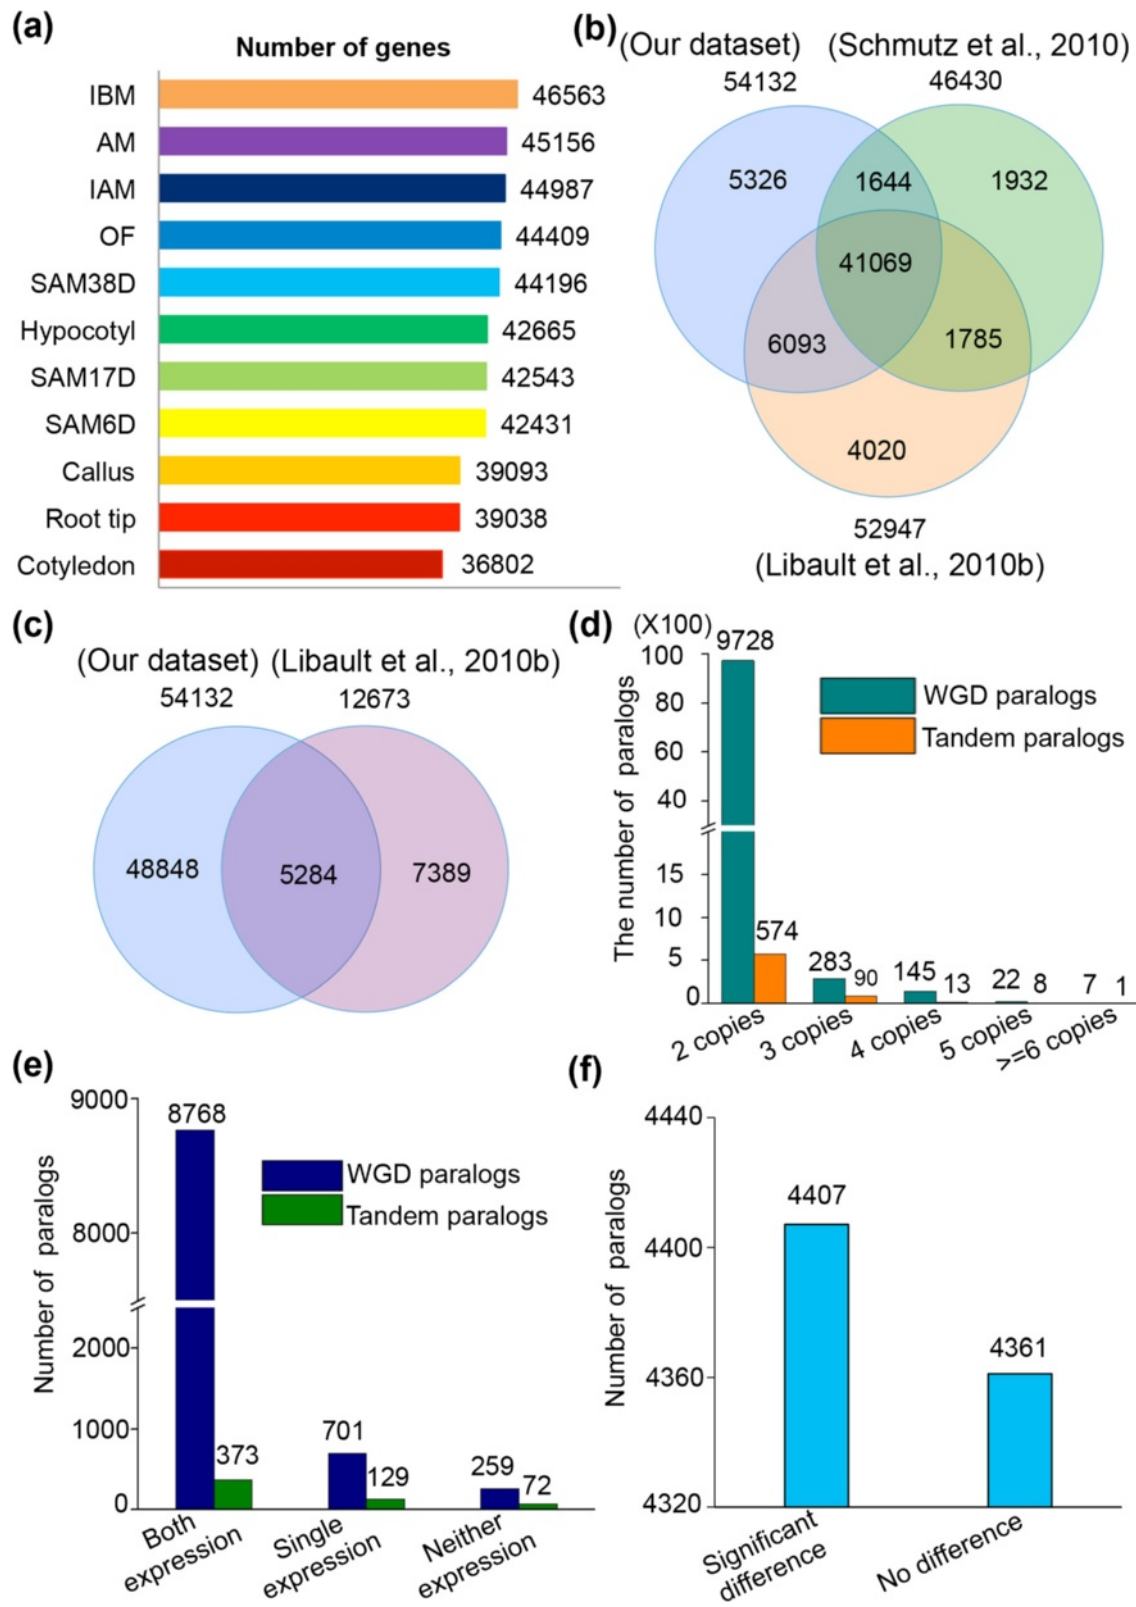 (a)
Number of genes
IBM 46563
AM 45156
IAM 44987
OF 44409
SAM38D 44196
Hypocotyl 42665
SAM17D 42543
SAM6D 42431
Callus 39093
Root tip 39038
Cotyledon 36802
(b)
(Our dataset) (Schmutz et al., 2010)
54132 46430
5326 1644 1932
41069
6093 1785
4020
52947
(Libault et al., 2010b)
(c)
(Our dataset) (Libault et al., 2010b)
54132 12673
48848 5284 7389
(d)
(X100)
The number of paralogs
100
80
60
40
15
10
5
0
WGD paralogs
Tandem paralogs
9728
574
283 90
145 13
22 8
7 1
2 copies
3 copies
4 copies
5 copies
>=6 copies
(e)
Number of paralogs
9000
8000
2000
1000
0
WGD paralogs
Tandem paralogs
8768
373
701
129
259
72
Both
expression
Single
expression
Neither
expression
(f)
Number of paralogs
4440
4400
4360
4320
4407
4361
Significant
difference
No difference